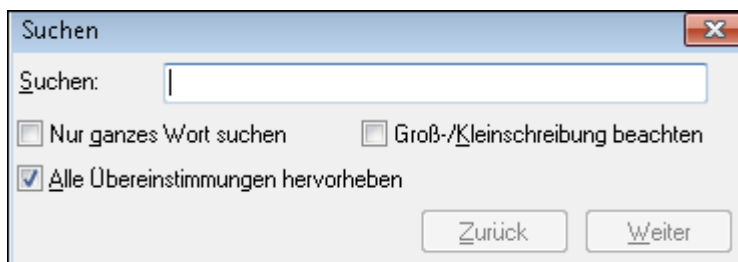 Suchen
Suchen:
Nur ganzes Wort suchen Groß-/Kleinschreibung beachten
Alle Übereinstimmungen hervorheben
Zurück Weiter